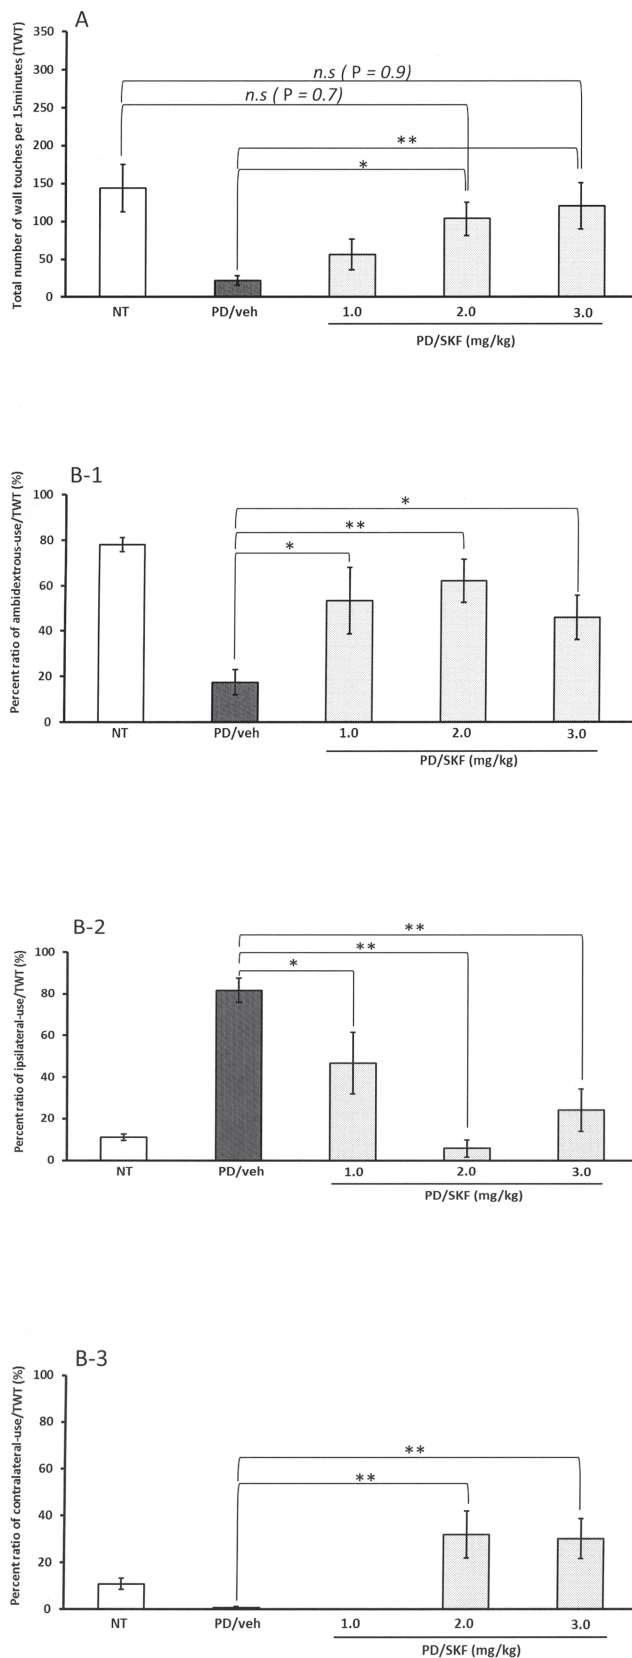 A
Total number of wall touches per 15minutes (TWT)
350
300
250
200
150
100
50
0
n.s ( P = 0.9)
n.s ( P = 0.7)
**
*
NT PD/veh 1.0 2.0 3.0
PD/SKF (mg/kg)
B-1
Percent ratio of ambidextrous-use/TWT (%)
100
80
60
40
20
0
*
**
*
NT PD/veh 1.0 2.0 3.0
PD/SKF (mg/kg)
B-2
Percent ratio of ipsilateral-use/TWT (%)
100
80
60
40
20
0
**
**
*
NT PD/veh 1.0 2.0 3.0
PD/SKF (mg/kg)
B-3
Percent ratio of contralateral-use/TWT (%)
100
80
60
40
20
0
**
**
NT PD/veh 1.0 2.0 3.0
PD/SKF (mg/kg)